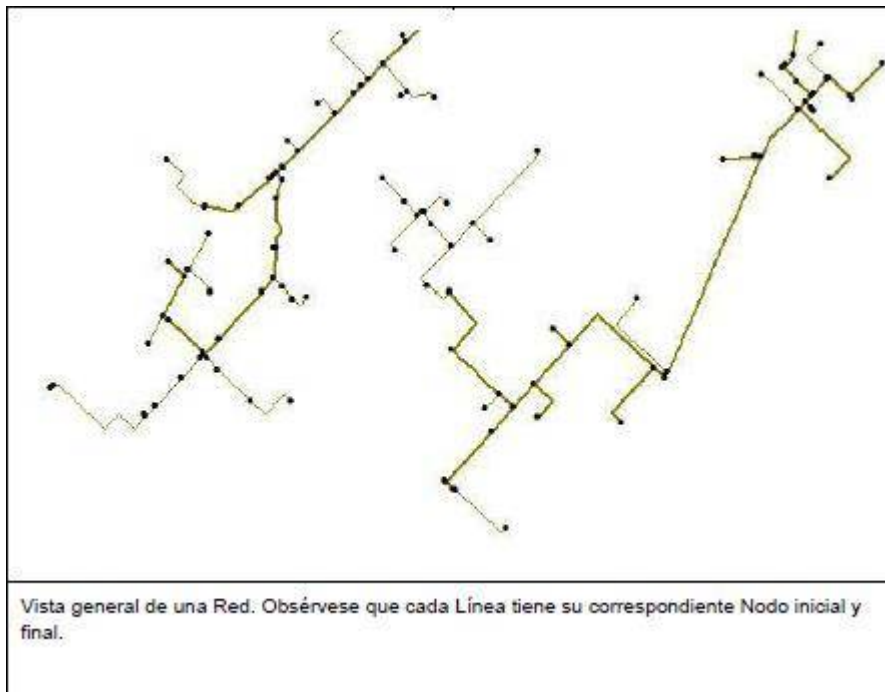 Vista general de una Red. Obsérvese que cada Línea tiene su correspondiente Nodo inicial y
final.